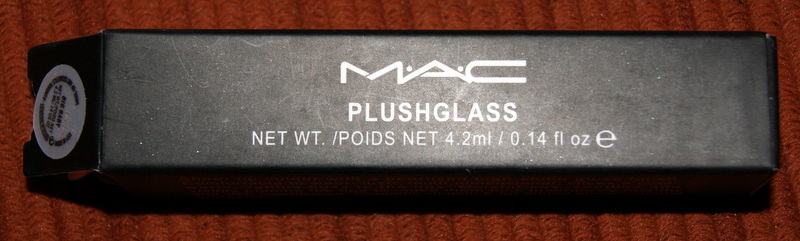 M·A·C
PLUSHGLASS
NET WT. /POIDS NET 4.2ml / 0.14 fl oz ℮